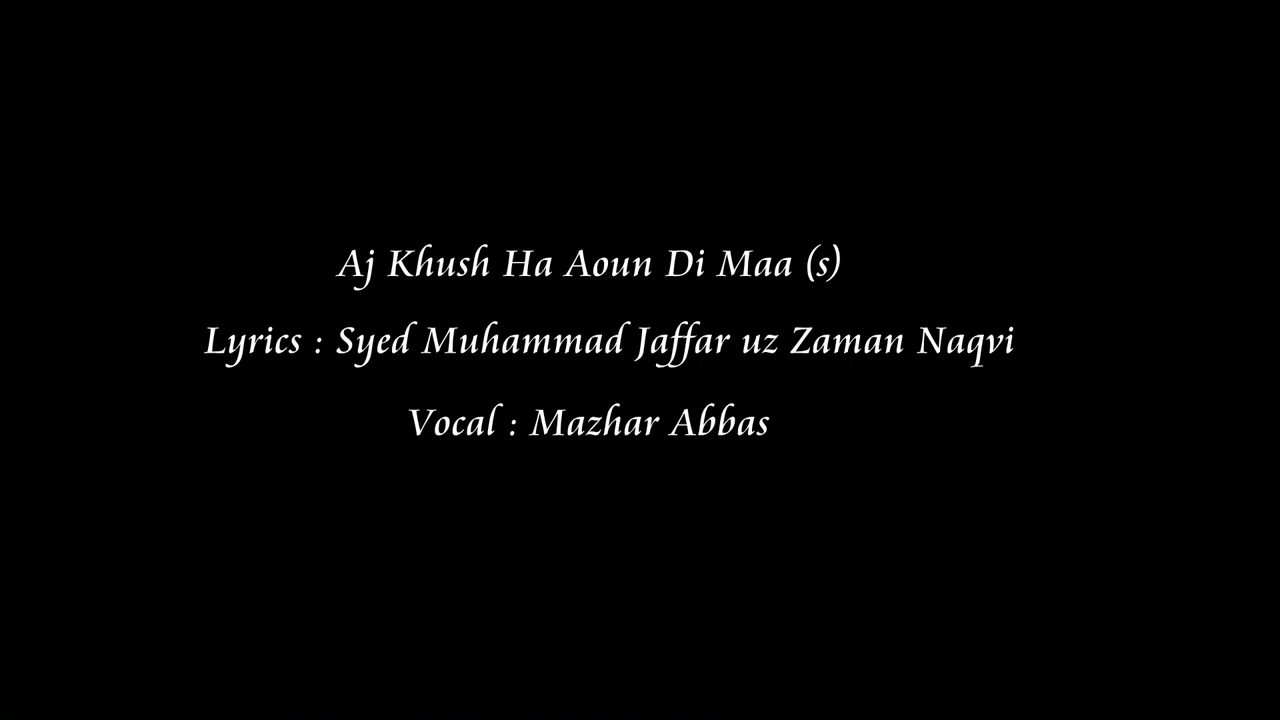 Aj Khush Ha Aoun Di Maa (s)
Lyrics : Syed Muhammad Jaffar uz Zaman Naqvi
Vocal : Mazhar Abbas